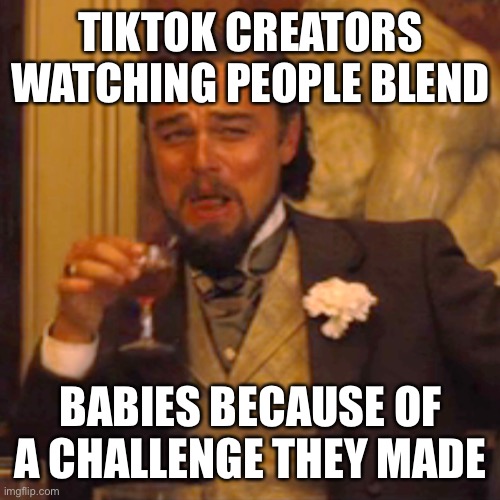 TIKTOK CREATORS
WATCHING PEOPLE BLEND
BABIES BECAUSE OF
A CHALLENGE THEY MADE
imgflip.com